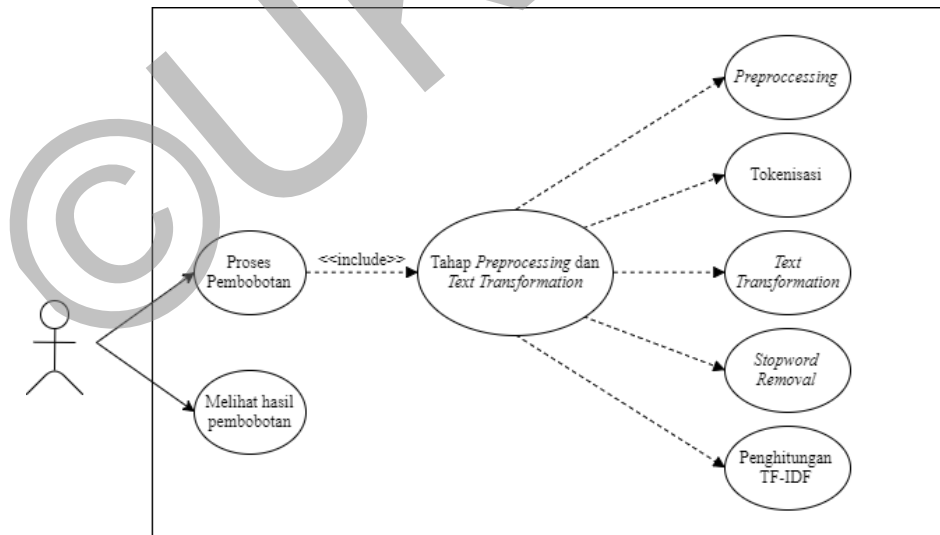 ©UK
Preproccessing
Tokenisasi
Proses
Pembobotan
<<include>>
Tahap Preprocessing dan
Text Transformation
Text
Transformation
Stopword
Removal
Melihat hasil
pembobotan
Penghitungan
TF-IDF